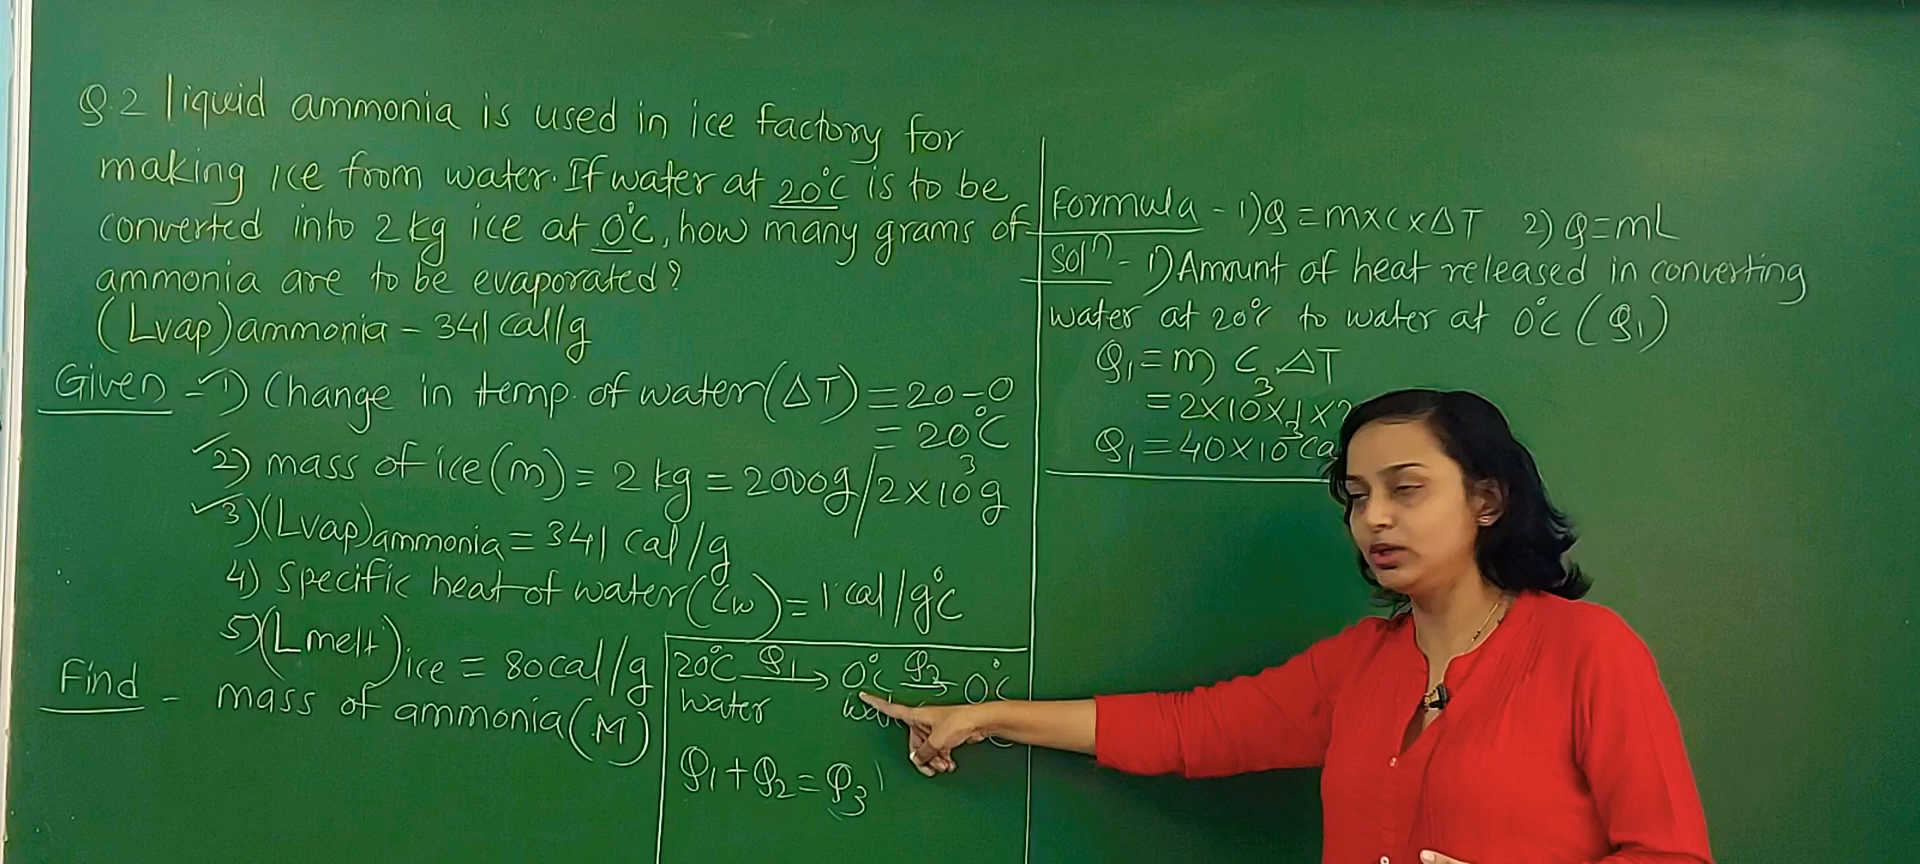 Q.2 liquid ammonia is used in ice factory for
making ice from water. If water at 20°C is to be
converted into 2 kg ice at 0°C, how many grams of
ammonia are to be evaporated?
(Lvap)ammonia - 341 Cal/g
Given - 1) Change in temp. of water (ΔT) = 20-0
= 20°C
2) mass of ice (m) = 2 kg = 2000g/2×10³g
3) (Lvap)ammonia = 341 cal/g
4) Specific heat of water (Cw) = 1 cal/g°C
5) (Lmelt)ice = 80cal/g
Find - mass of ammonia (M)
20°C Q1 → 0°C Q2 → 0°C
water
Q1+Q2=Q3
Formula - 1) Q=m×c×ΔT 2) Q=mL
Solⁿ - 1) Amount of heat released in converting
water at 20°C to water at 0°C (Q1)
Q1=m C ΔT
= 2×10³×1×
Q1=40×10³